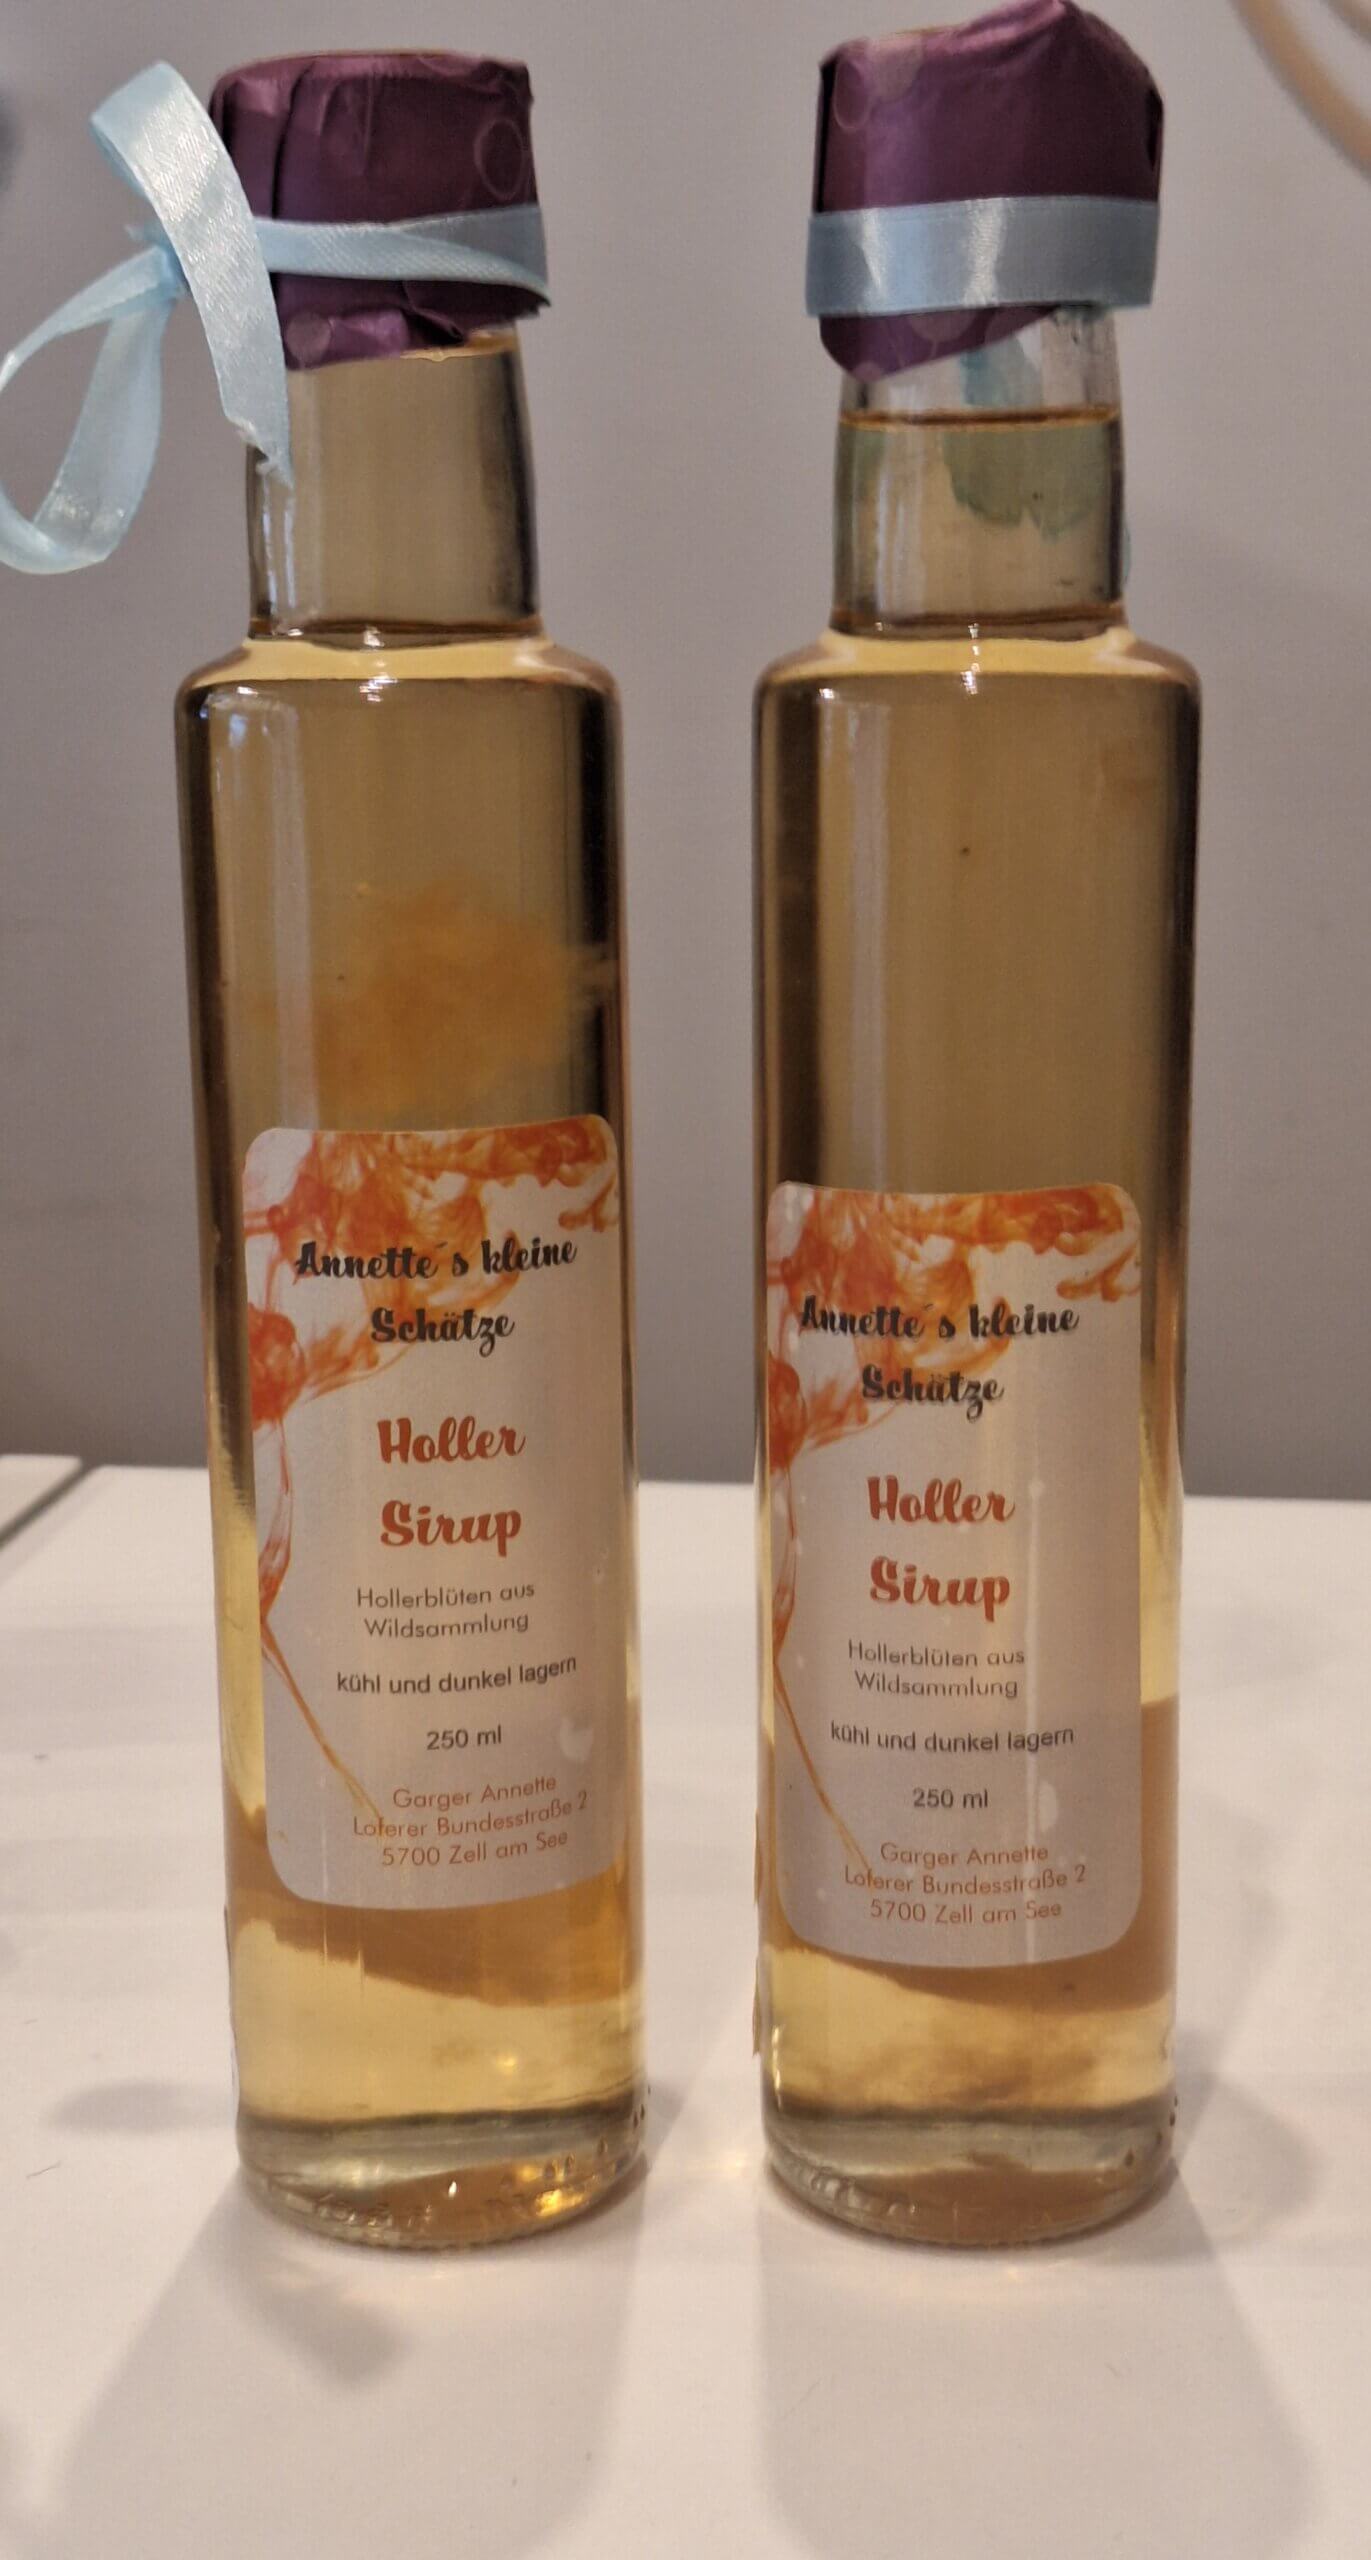 Annette´s kleine
Schätze
Holler
Sirup
Hollerblüten aus
Wildsammlung
kühl und dunkel lagern
250 ml
Garger Annette
Loferer Bundesstraße 2
5700 Zell am See
Annette´s kleine
Schätze
Holler
Sirup
Hollerblüten aus
Wildsammlung
kühl und dunkel lagern
250 ml
Garger Annette
Loferer Bundesstraße 2
5700 Zell am See